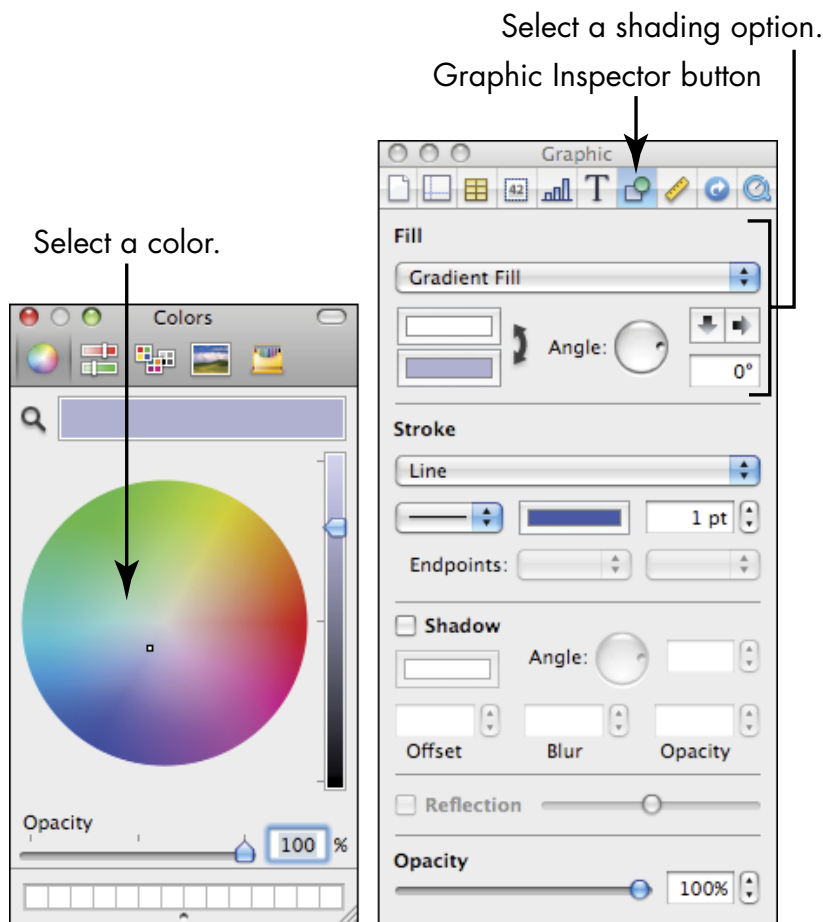 Select a shading option.
Graphic Inspector button
Select a color.
Colors
Opacity
100 %
Graphic
42
T
Fill
Gradient Fill
Angle:
0°
Stroke
Line
1 pt
Endpoints:
Shadow
Angle:
Offset Blur Opacity
Reflection
Opacity
100%